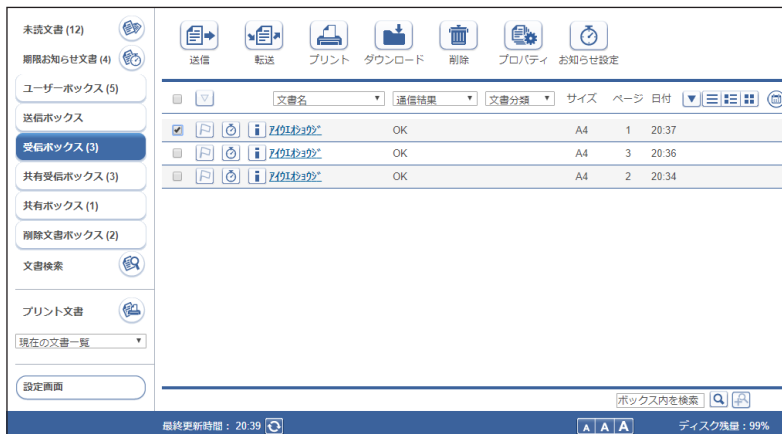 未読文書 (12)
期限お知らせ文書 (4)
ユーザーボックス (5)
送信ボックス
受信ボックス (3)
共有受信ボックス (3)
共有ボックス (1)
削除文書ボックス (2)
文書検索
プリント文書
現在の文書一覧
設定画面
送信 転送 プリント ダウンロード 削除 プロパティ お知らせ設定
文書名 通信結果 文書分類 サイズ ページ 日付
ｱｲｳｴｵｼｮｳｼﾞ OK A4 1 20:37
ｱｲｳｴｵｼｮｳｼﾞ OK A4 3 20:36
ｱｲｳｴｵｼｮｳｼﾞ OK A4 2 20:34
ボックス内を検索
最終更新時間： 20:39 A A A ディスク残量：99%